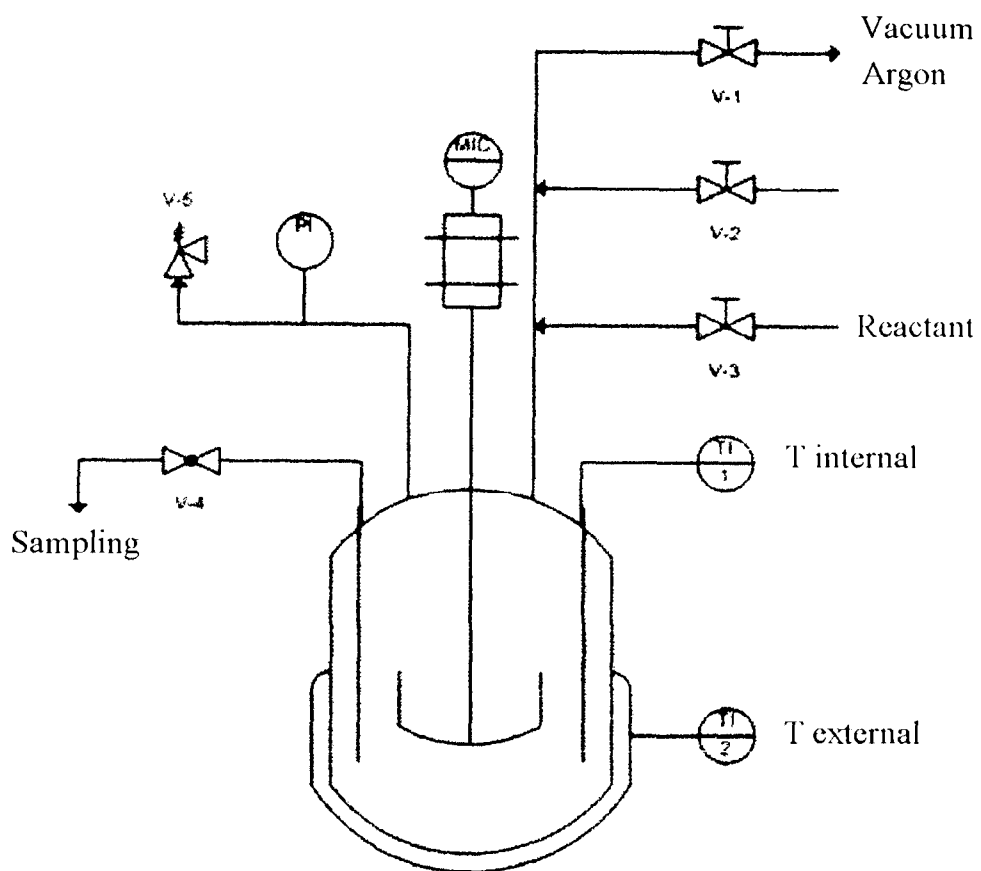 Vacuum
Argon
V-1
MIC
V-5
PI
V-2
Reactant
V-3
TI
1
T internal
V-4
Sampling
TI
2
T external